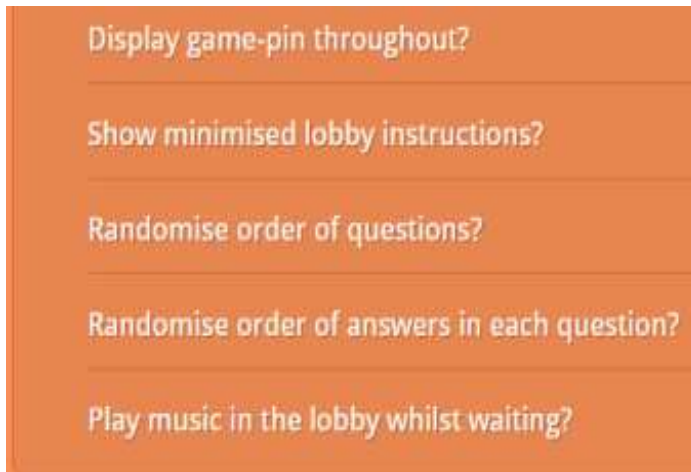 Display game-pin throughout?
Show minimised lobby instructions?
Randomise order of questions?
Randomise order of answers in each question?
Play music in the lobby whilst waiting?